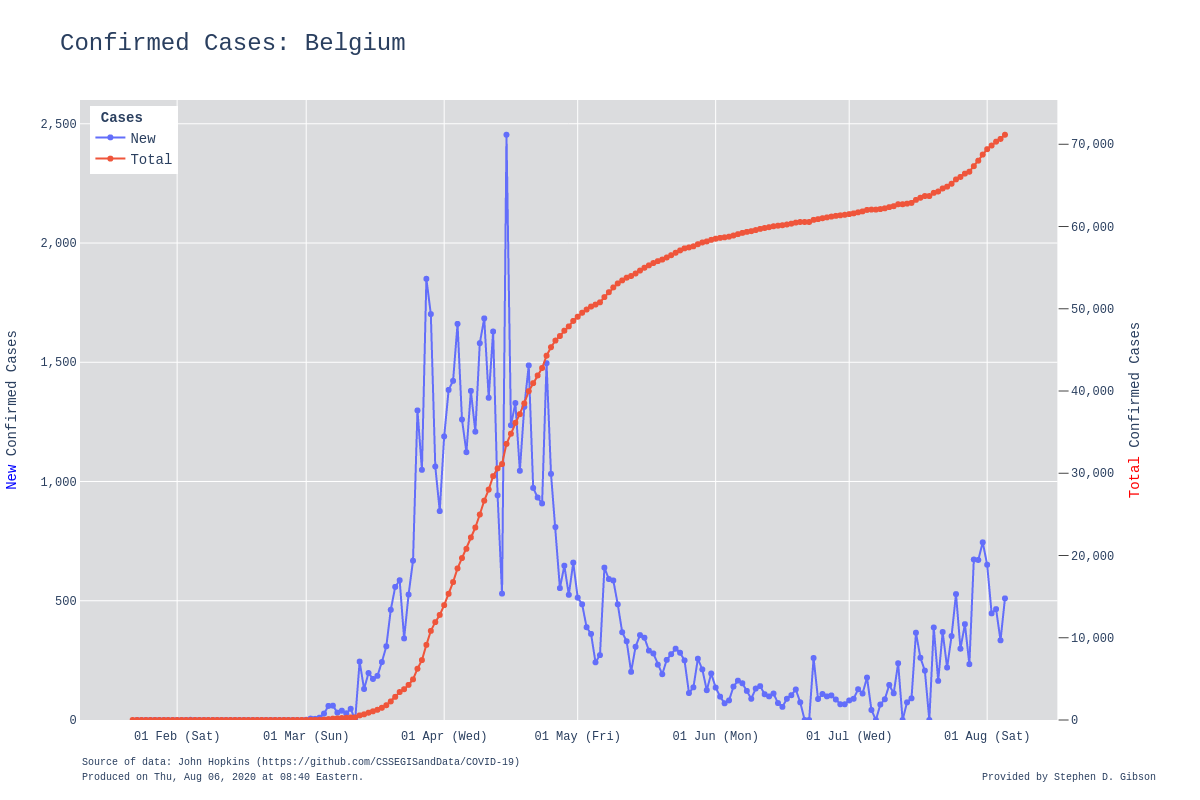 Confirmed Cases: Belgium
Cases
New
Total
2,500
2,000
1,500
1,000
500
0
70,000
60,000
50,000
40,000
30,000
20,000
10,000
0
New Confirmed Cases
Total Confirmed Cases
01 Feb (Sat)
01 Mar (Sun)
01 Apr (Wed)
01 May (Fri)
01 Jun (Mon)
01 Jul (Wed)
01 Aug (Sat)
Source of data: John Hopkins (https://github.com/CSSEGISandData/COVID-19)
Produced on Thu, Aug 06, 2020 at 08:40 Eastern.
Provided by Stephen D. Gibson